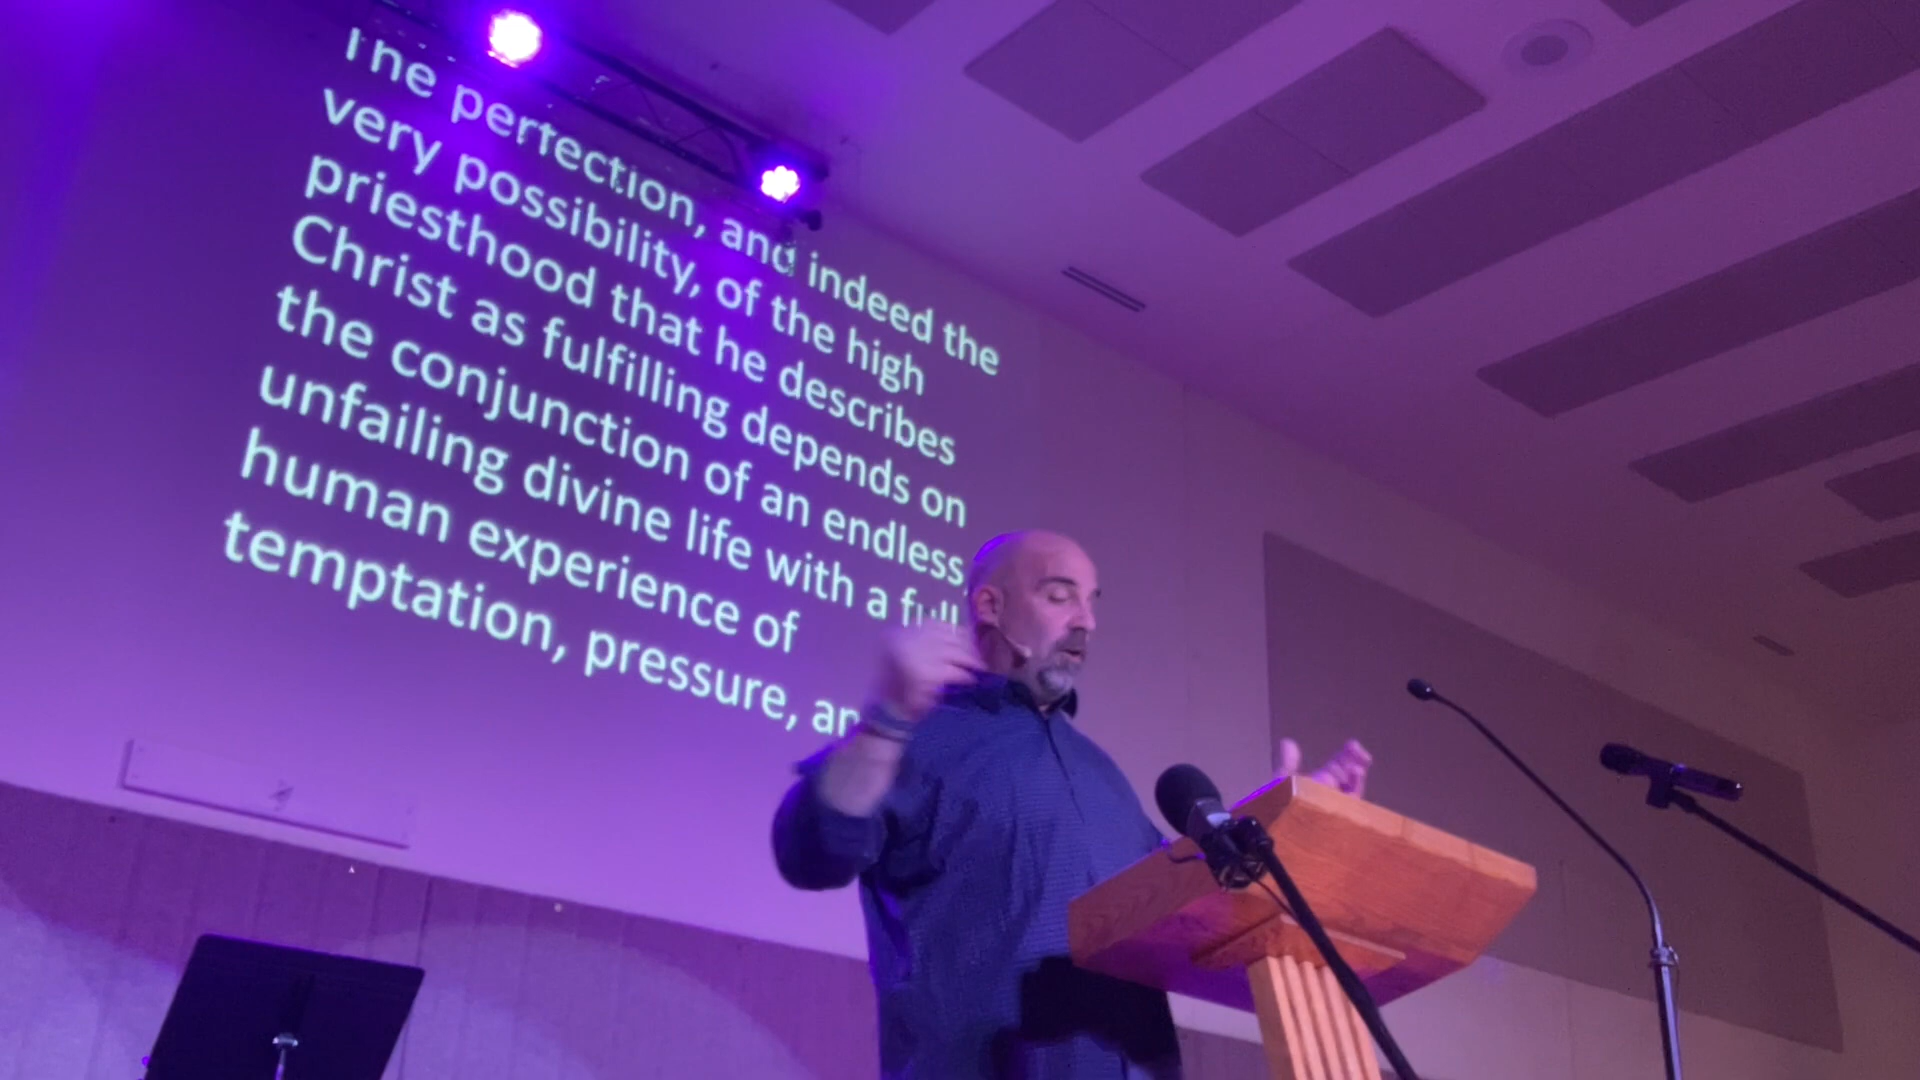 The perfection, and indeed the
very possibility, of the high
priesthood that he describes
Christ as fulfilling depends on
the conjunction of an endless,
unfailing divine life with a full
human experience of
temptation, pressure,